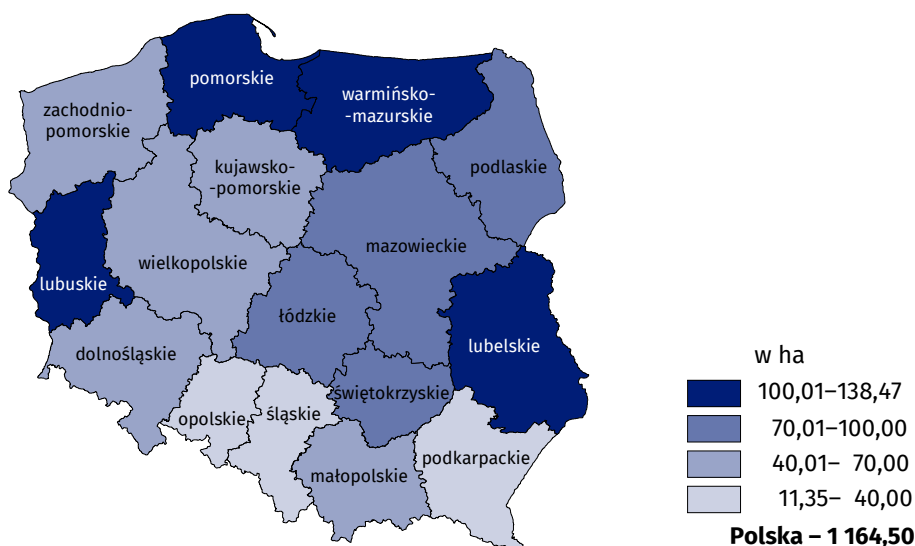 pomorskie
warmińsko-
-mazurskie
zachodnio-
pomorskie
podlaskie
kujawsko-
-pomorskie
mazowieckie
wielkopolskie
lubuskie
łódzkie
lubelskie
dolnośląskie
świętokrzyskie
opolskie
śląskie
podkarpackie
małopolskie
w ha
100,01–138,47
70,01–100,00
40,01– 70,00
11,35– 40,00
Polska – 1 164,50